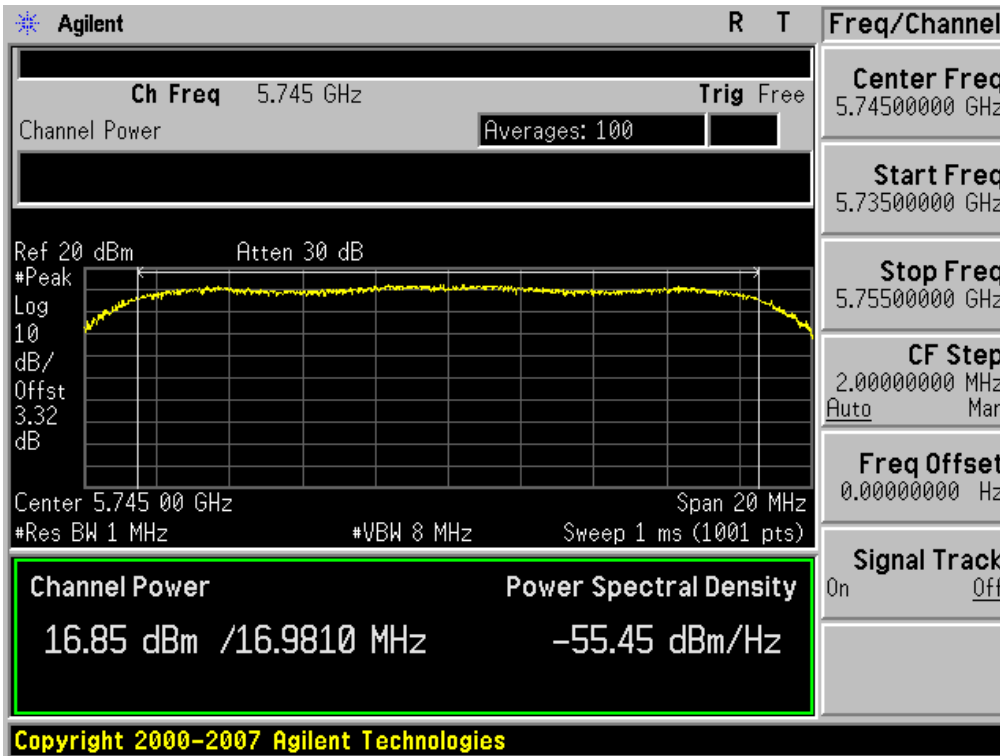 Agilent R T
Freq/Channel
Ch Freq 5.745 GHz Trig Free
Channel Power Averages: 100
Center Freq
5.74500000 GHz
Start Freq
5.73500000 GHz
Stop Freq
5.75500000 GHz
CF Step
2.00000000 MHz
Auto Man
Freq Offset
0.00000000 Hz
Signal Track
On Off
Ref 20 dBm Atten 30 dB
#Peak
Log
10
dB/
Offst
3.32
dB
Center 5.745 00 GHz Span 20 MHz
#Res BW 1 MHz #VBW 8 MHz Sweep 1 ms (1001 pts)
Channel Power Power Spectral Density
16.85 dBm /16.9810 MHz -55.45 dBm/Hz
Copyright 2000-2007 Agilent Technologies